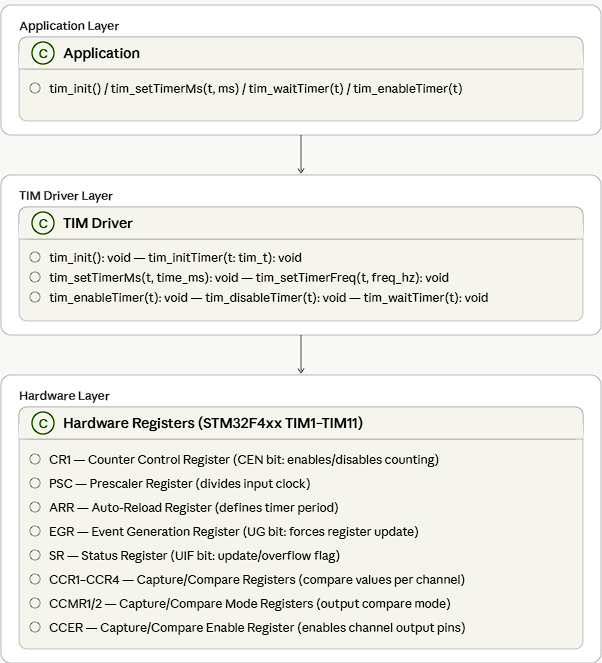 Application Layer
C Application
tim_init() / tim_setTimerMs(t, ms) / tim_waitTimer(t) / tim_enableTimer(t)
TIM Driver Layer
C TIM Driver
tim_init(): void — tim_initTimer(t: tim_t): void
tim_setTimerMs(t, time_ms): void — tim_setTimerFreq(t, freq_hz): void
tim_enableTimer(t): void — tim_disableTimer(t): void — tim_waitTimer(t): void
Hardware Layer
C Hardware Registers (STM32F4xx TIM1–TIM11)
CR1 — Counter Control Register (CEN bit: enables/disables counting)
PSC — Prescaler Register (divides input clock)
ARR — Auto-Reload Register (defines timer period)
EGR — Event Generation Register (UG bit: forces register update)
SR — Status Register (UIF bit: update/overflow flag)
CCR1–CCR4 — Capture/Compare Registers (compare values per channel)
CCMR1/2 — Capture/Compare Mode Registers (output compare mode)
CCER — Capture/Compare Enable Register (enables channel output pins)